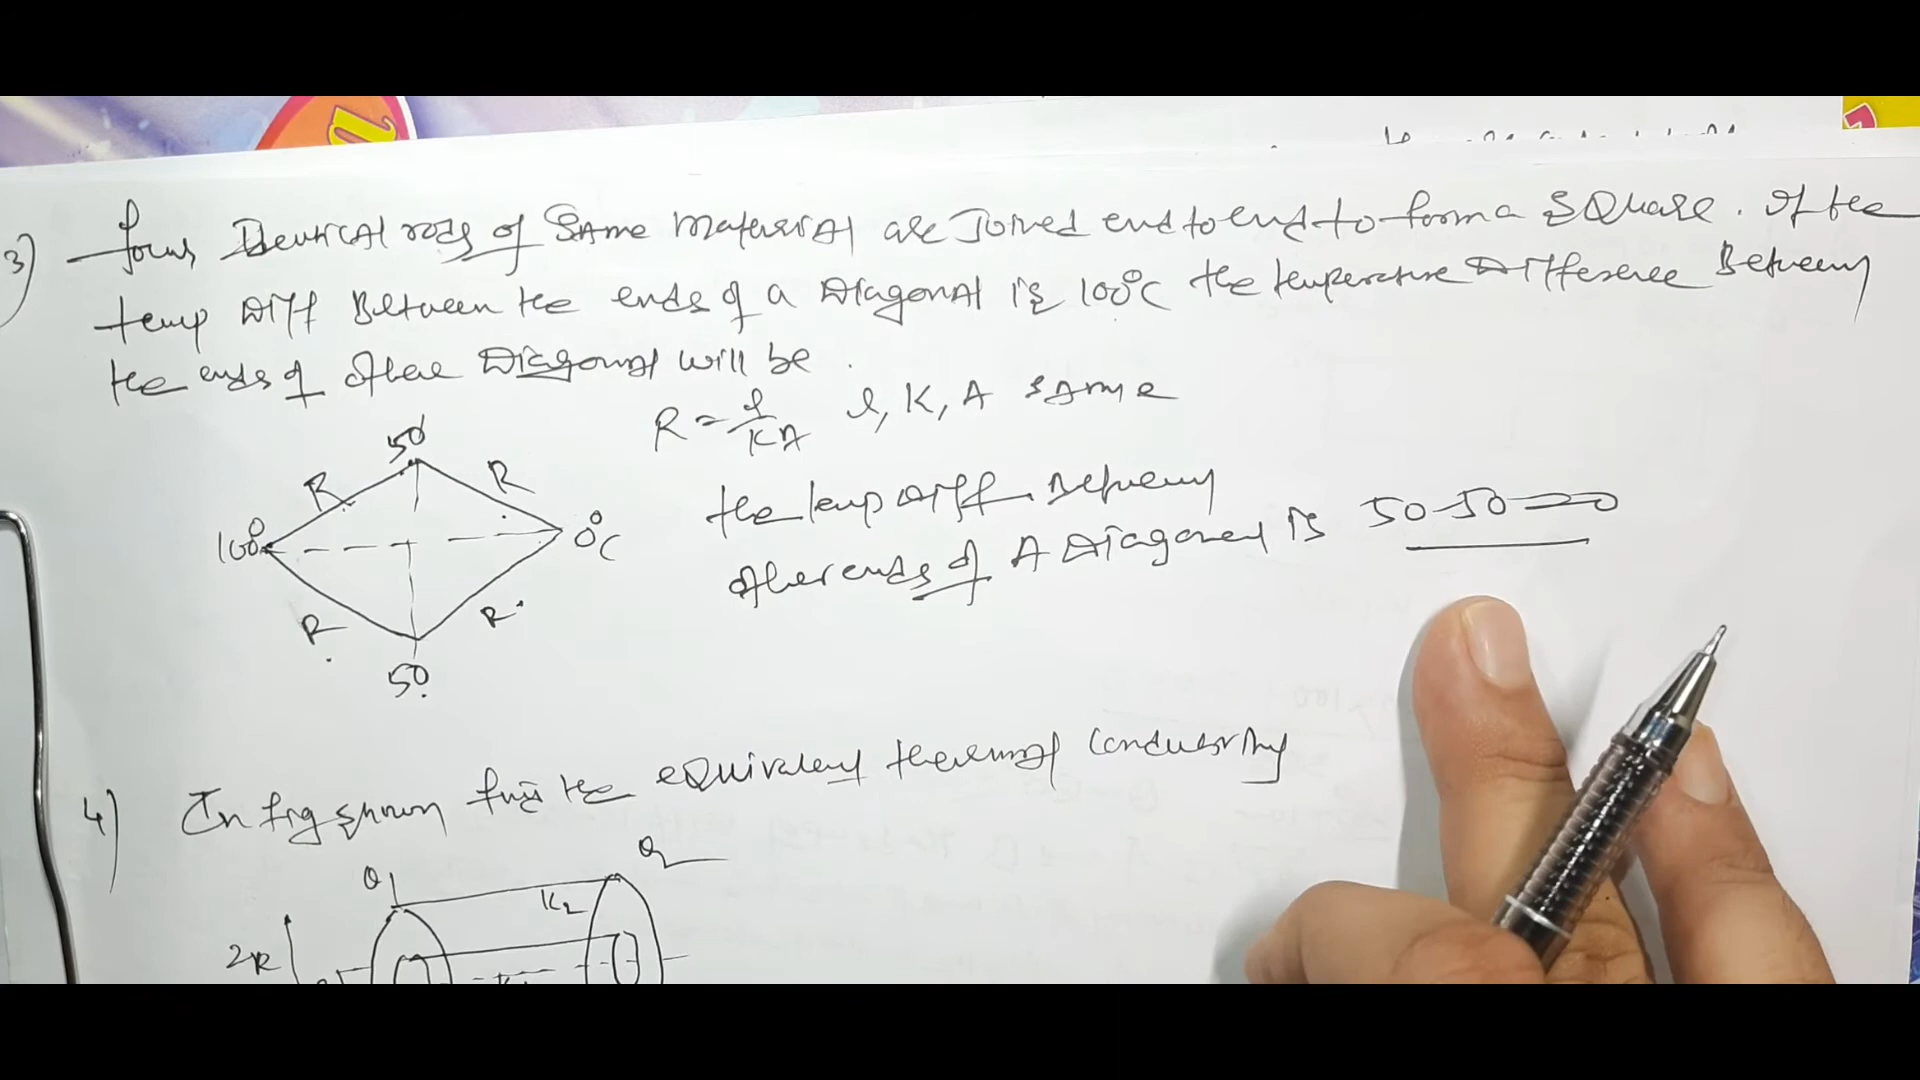 3) four Identical rods of Same material are Joined end to end to form a square. If the
temp Diff Between the ends of a Diagonal is 100°C the temperature Difference Between
the ends of other Diagonal will be.
R = l/KA l, K, A same
50
R R
100° 0°C
R R
50
the temp Diff. Between
other ends of A Diagonal is 50-50=0
4) In fig shown find the equivalent thermal conductivity
θ1 θ2
K2
2R